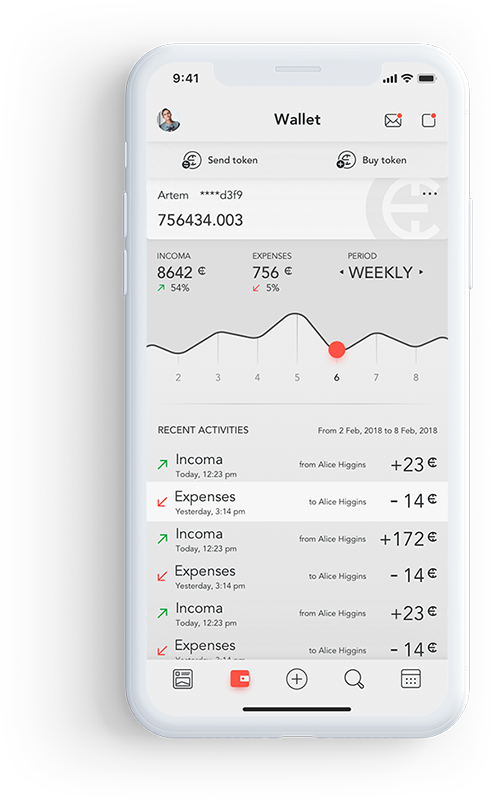 9:41
Wallet
Send token
Buy token
Artem ****d3f9
756434.003
INCOMA EXPENSES PERIOD
8642 756 WEEKLY
54% 5%
2 3 4 5 6 7 8
RECENT ACTIVITIES From 2 Feb, 2018 to 8 Feb, 2018
Incoma from Alice Higgins +23
Today, 12:23 pm
Expenses to Alice Higgins - 14
Yesterday, 3:14 pm
Incoma from Alice Higgins +172
Today, 12:23 pm
Expenses to Alice Higgins - 14
Yesterday, 3:14 pm
Incoma from Alice Higgins +23
Today, 12:23 pm
Expenses to Alice Higgins - 14